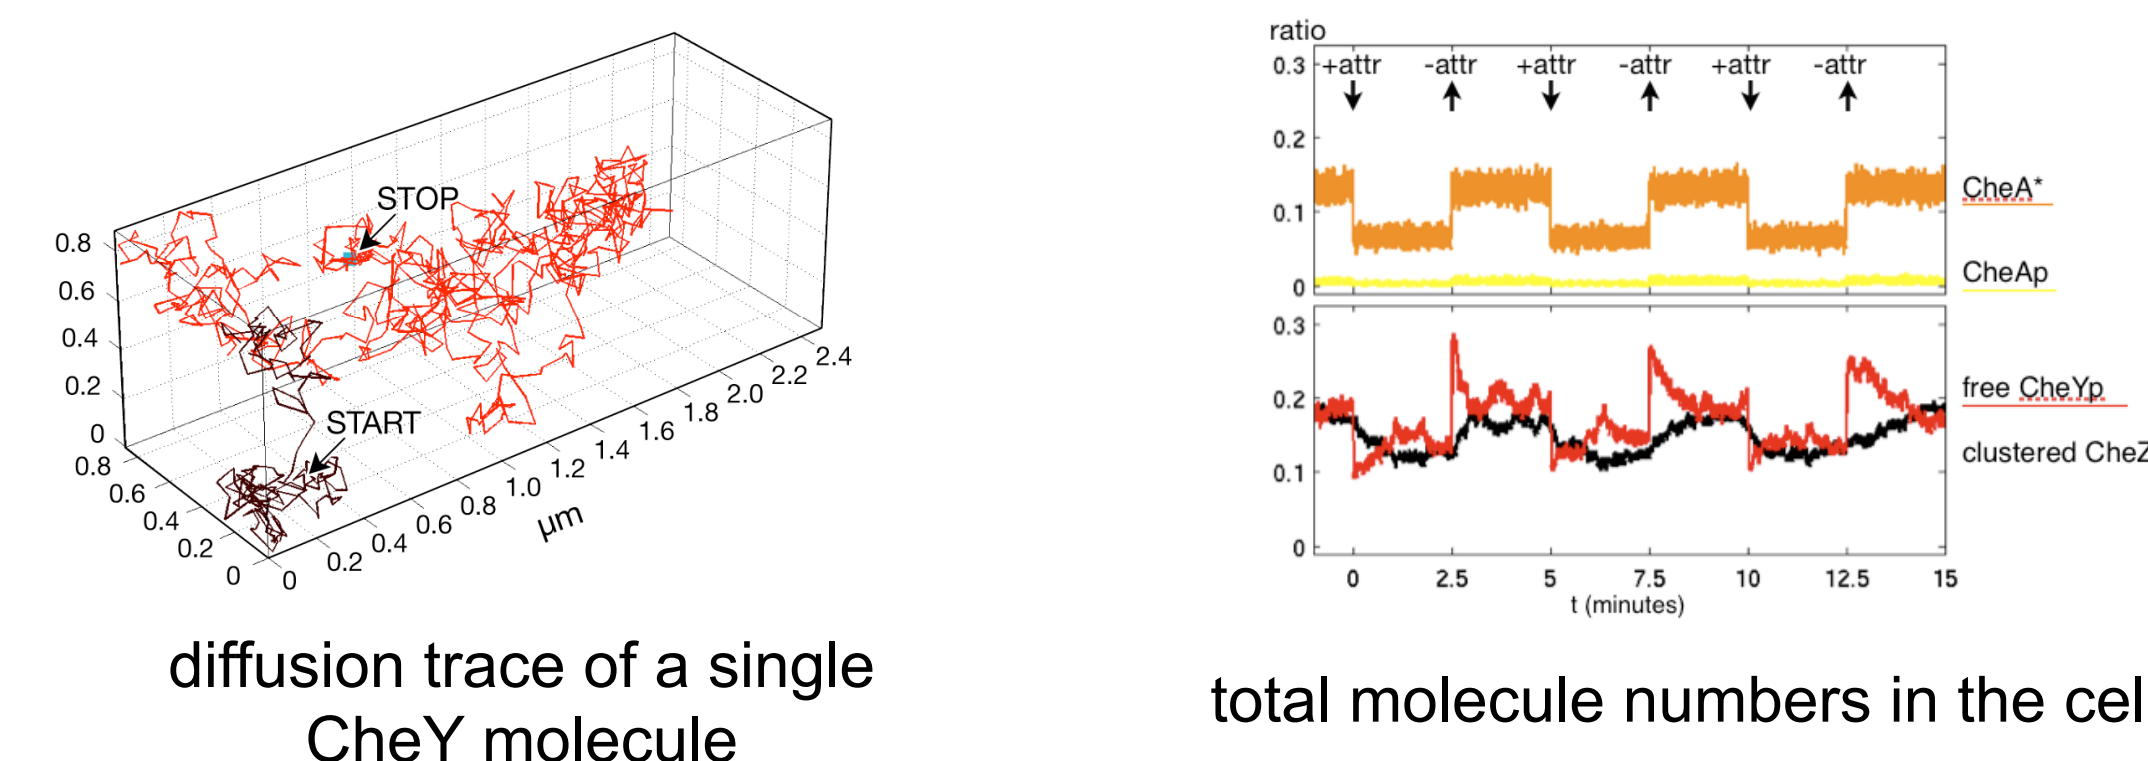 STOP
START
0.8
0.6
0.4
0.2
0
0.8
0.6
0.4
0.2
0
0
0.2
0.4
0.6
0.8
1.0
1.2
1.4
1.6
1.8
2.0
2.2
2.4
µm
diffusion trace of a single
CheY molecule
ratio
+attr -attr +attr -attr +attr -attr
0.3
0.2
0.1
0
CheA*
CheAp
0.3
0.2
0.1
0
free CheYp
clustered CheZ
0 2.5 5 7.5 10 12.5 15
t (minutes)
total molecule numbers in the cel